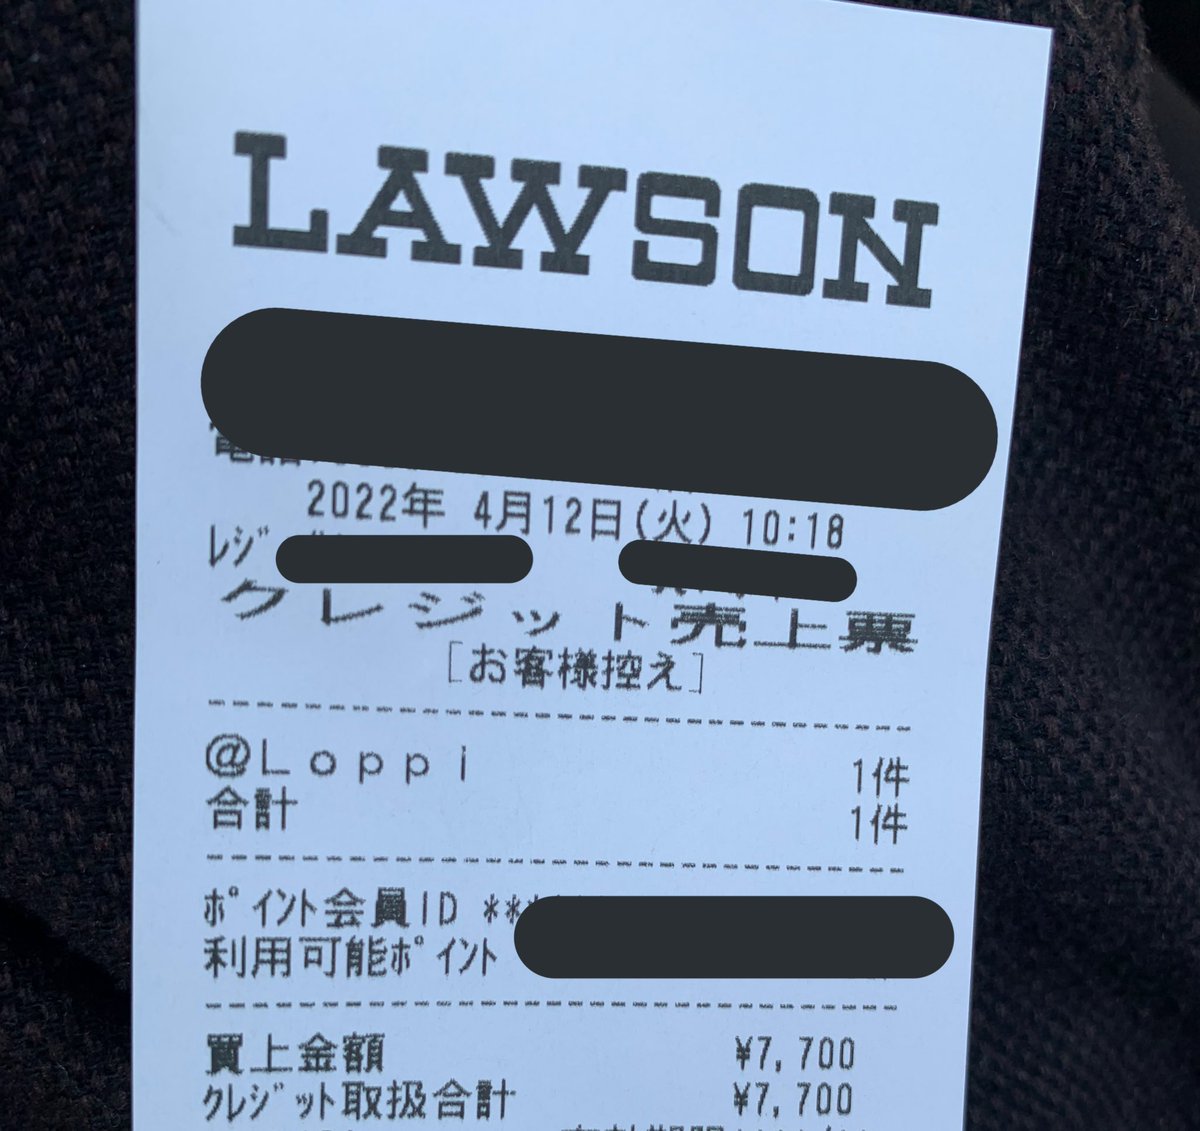 LAWSON
2022年 4月12日(火) 10:18
ﾚｼﾞ
クレジット売上票
[お客様控え]
@Loppi 1件
合計 1件
ﾎﾟｲﾝﾄ会員ID ***
利用可能ﾎﾟｲﾝﾄ
買上金額 ¥7,700
ｸﾚｼﾞｯﾄ取扱合計 ¥7,700